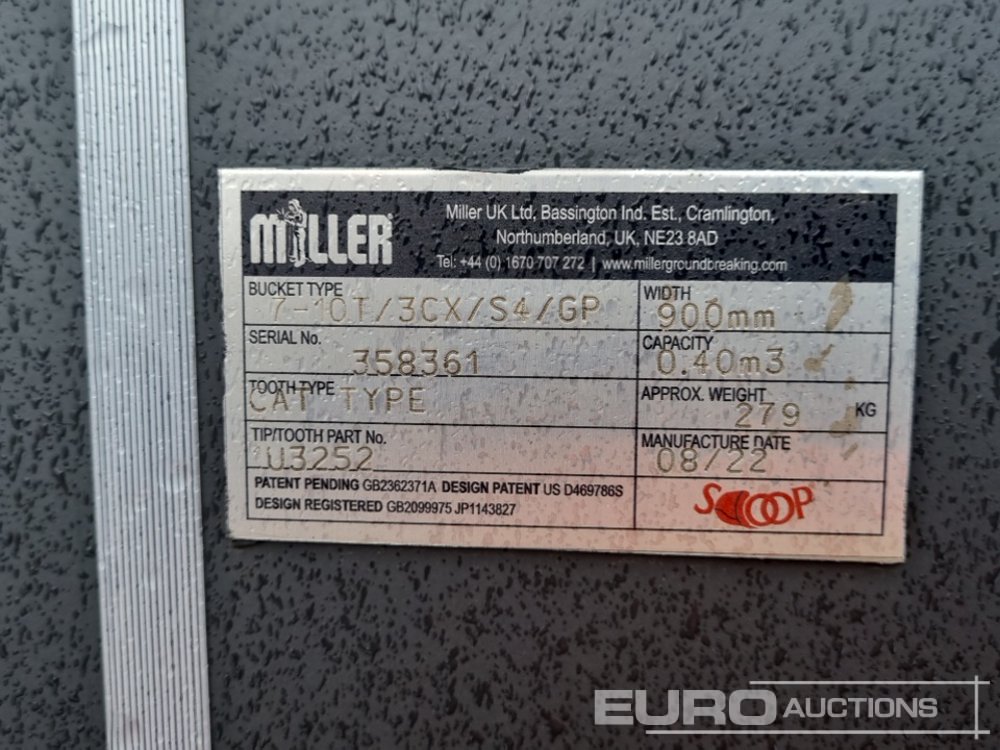 MILLER
Miller UK Ltd, Bassington Ind. Est., Cramlington,
Northumberland, UK, NE23 8AD
Tel: +44 (0) 1670 707 272 | www.millergroundbreaking.com
BUCKET TYPE
7-10T/3CX/S4/GP
WIDTH
900mm
SERIAL No.
358361
CAPACITY
0.40m3
TOOTH TYPE
CAT TYPE
APPROX. WEIGHT
279 KG
TIP/TOOTH PART No.
1U3252
MANUFACTURE DATE
08/22
PATENT PENDING GB2362371A DESIGN PATENT US D469786S
DESIGN REGISTERED GB2099975 JP1143827
SCOOP
EURO AUCTIONS